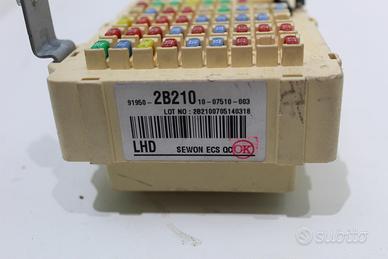 91950- 2B210 10-07510-003
LOT NO : 2B2100705140318
LHD SEWON ECS QC OK
subito